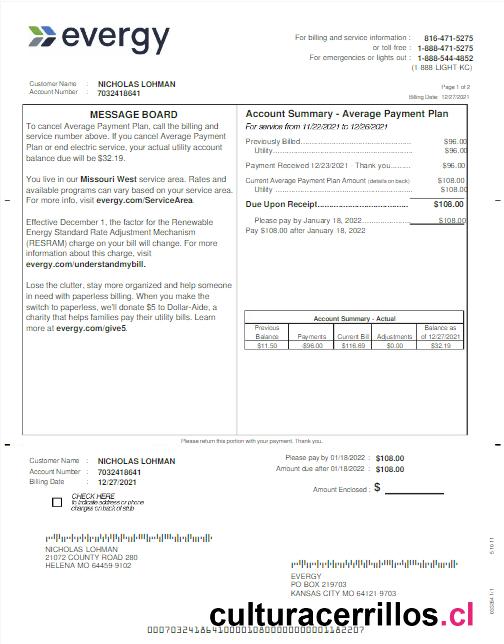 evergy
For billing and service information : 816-471-5275
or toll free : 1-888-471-5275
For emergencies or lights out : 1-888-544-4852
(1 888 LIGHT KC)
Customer Name : NICHOLAS LOHMAN
Account Number : 7032418641
Page 1 of 2
Billing Date: 12/27/2021
MESSAGE BOARD
To cancel Average Payment Plan, call the billing and
service number above. If you cancel Average Payment
Plan or end electric service, your actual utility account
balance due will be $32.19.
You live in our Missouri West service area. Rates and
available programs can vary based on your service area.
For more info, visit evergy.com/ServiceArea.
Effective December 1, the factor for the Renewable
Energy Standard Rate Adjustment Mechanism
(RESRAM) charge on your bill will change. For more
information about this charge, visit
evergy.com/understandmybill.
Lose the clutter, stay more organized and help someone
in need with paperless billing. When you make the
switch to paperless, we'll donate $5 to Dollar-Aide, a
charity that helps families pay their utility bills. Learn
more at evergy.com/give5.
Account Summary - Average Payment Plan
For service from 11/22/2021 to 12/26/2021
Previously Billed $96.00
Utility $96.00
Payment Received 12/23/2021 Thank you $96.00
Current Average Payment Plan Amount (details on back) $108.00
Utility $108.00
Due Upon Receipt $108.00
Please pay by January 18, 2022 $108.00
Pay $108.00 after January 18, 2022
Account Summary - Actual
Previous Balance Payments Current Bill Adjustments Balance as of 12/27/2021
$11.50 $96.00 $116.69 $0.00 $32.19
Please return this portion with your payment. Thank you.
Customer Name : NICHOLAS LOHMAN
Account Number : 7032418641
Billing Date : 12/27/2021
Please pay by 01/18/2022 : $108.00
Amount due after 01/18/2022 : $108.00
Amount Enclosed : $
CHECK HERE
to indicate address or phone
changes on back of stub
NICHOLAS LOHMAN
21072 COUNTY ROAD 280
HELENA MO 64459 9102
EVERGY
PO BOX 219703
KANSAS CITY MO 64121 9703
culturacerrillos.cl